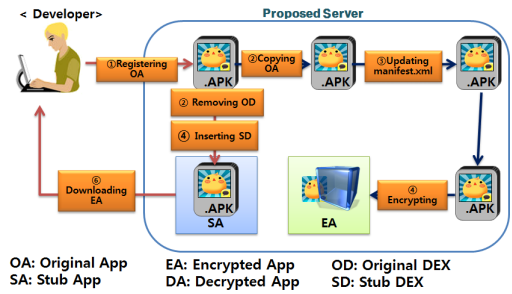 < Developer>
Proposed Server
①Registering
OA
.APK
②Copying
OA
.APK
③Updating
manifest.xml
.APK
② Removing OD
④ Inserting SD
.APK
SA
⑥
Downloading
EA
EA
④
Encrypting
.APK
OA: Original App
EA: Encrypted App
OD: Original DEX
SA: Stub App
DA: Decrypted App
SD: Stub DEX